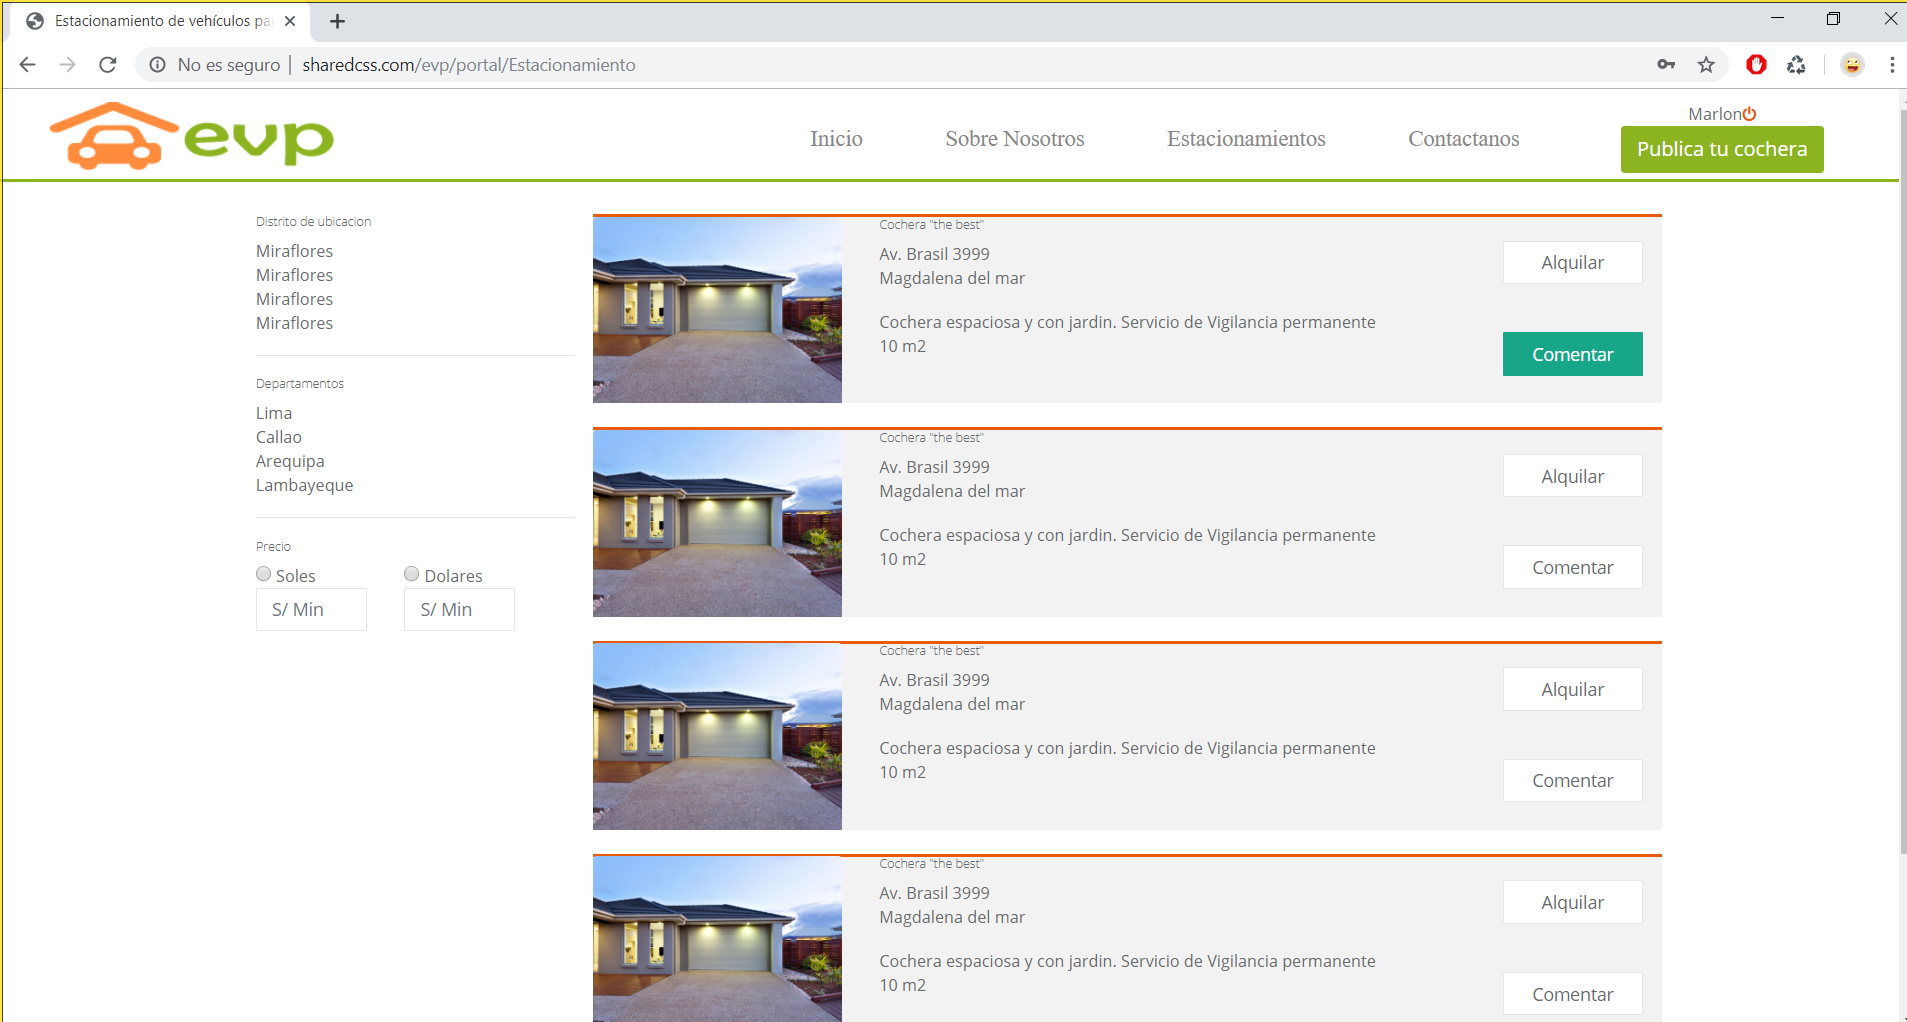 Estacionamiento de vehículos pa
No es seguro | sharedcss.com/evp/portal/Estacionamiento
evp
Inicio
Sobre Nosotros
Estacionamientos
Contactanos
Marlon
Publica tu cochera
Distrito de ubicacion
Miraflores
Miraflores
Miraflores
Miraflores
Departamentos
Lima
Callao
Arequipa
Lambayeque
Precio
Soles
Dolares
S/ Min
S/ Min
Cochera "the best"
Av. Brasil 3999
Magdalena del mar
Cochera espaciosa y con jardin. Servicio de Vigilancia permanente
10 m2
Alquilar
Comentar
Cochera "the best"
Av. Brasil 3999
Magdalena del mar
Cochera espaciosa y con jardin. Servicio de Vigilancia permanente
10 m2
Alquilar
Comentar
Cochera "the best"
Av. Brasil 3999
Magdalena del mar
Cochera espaciosa y con jardin. Servicio de Vigilancia permanente
10 m2
Alquilar
Comentar
Cochera "the best"
Av. Brasil 3999
Magdalena del mar
Cochera espaciosa y con jardin. Servicio de Vigilancia permanente
10 m2
Alquilar
Comentar